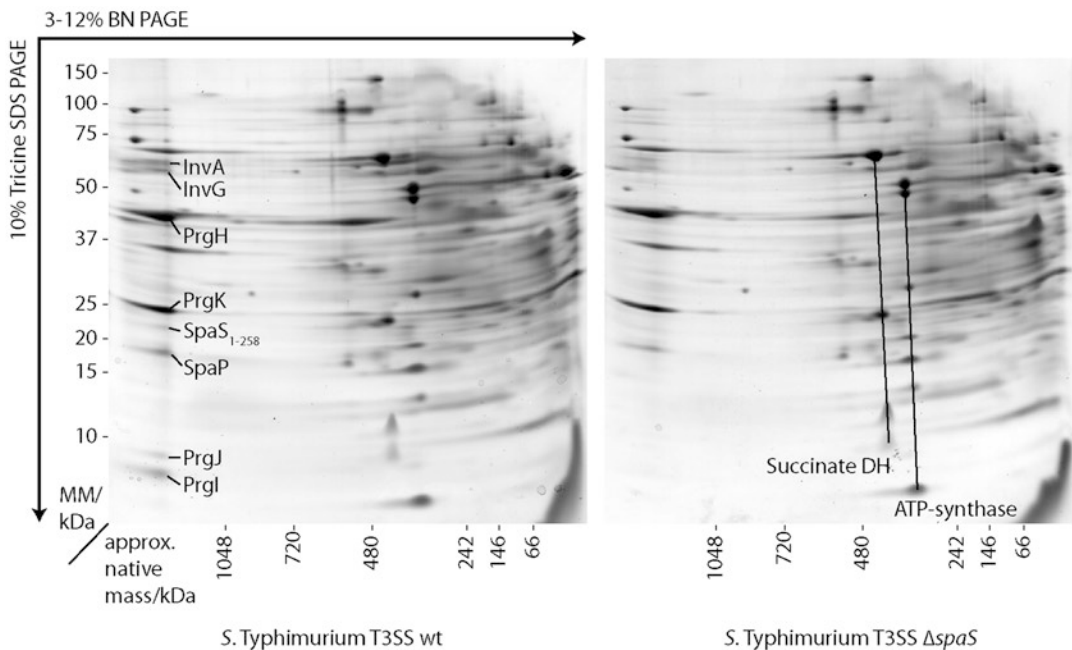 3-12% BN PAGE
10% Tricine SDS PAGE
150
100
75
50
37
25
20
15
10
MM/
kDa
InvA
InvG
PrgH
PrgK
SpaS1-258
SpaP
PrgJ
PrgI
Succinate DH
ATP-synthase
approx.
native
mass/kDa
1048
720
480
242
146
66
1048
720
480
242
146
66
S. Typhimurium T3SS wt
S. Typhimurium T3SS ΔspaS